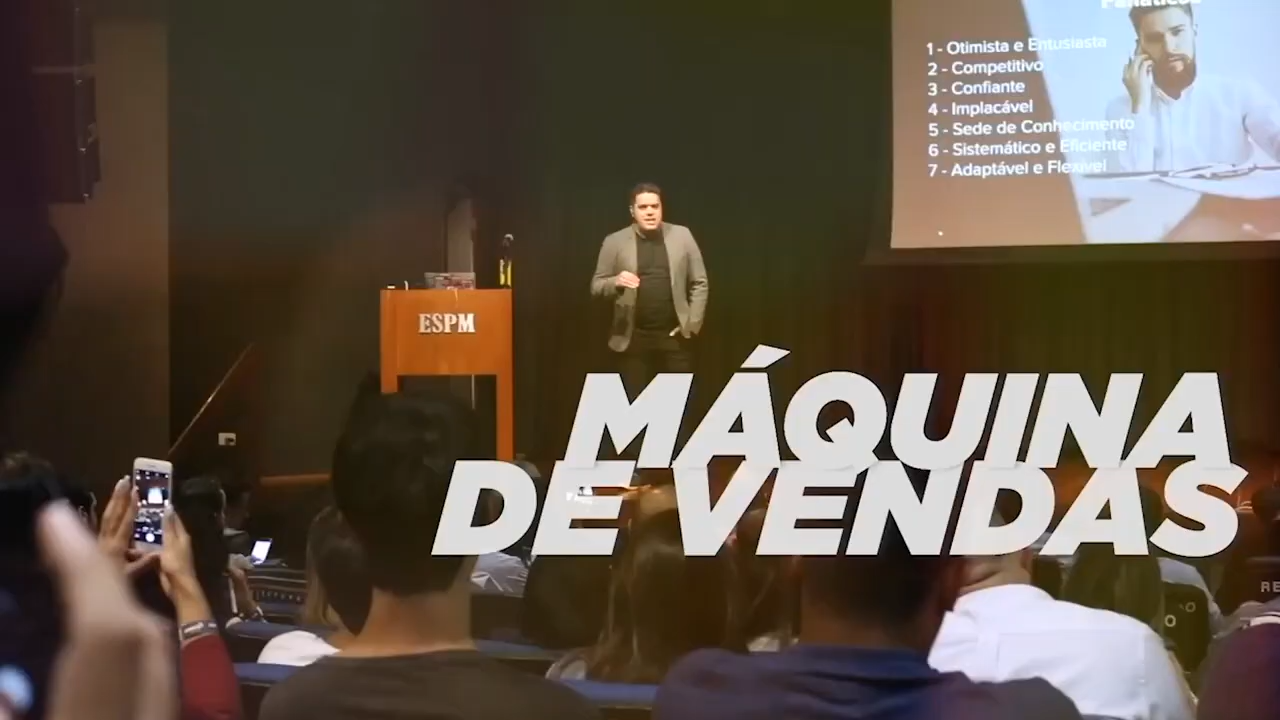 Fanáticos
1 - Otimista e Entusiasta
2 - Competitivo
3 - Confiante
4 - Implacável
5 - Sede de Conhecimento
6 - Sistemático e Eficiente
7 - Adaptável e Flexível
ESPM
MÁQUINA
DE VENDAS